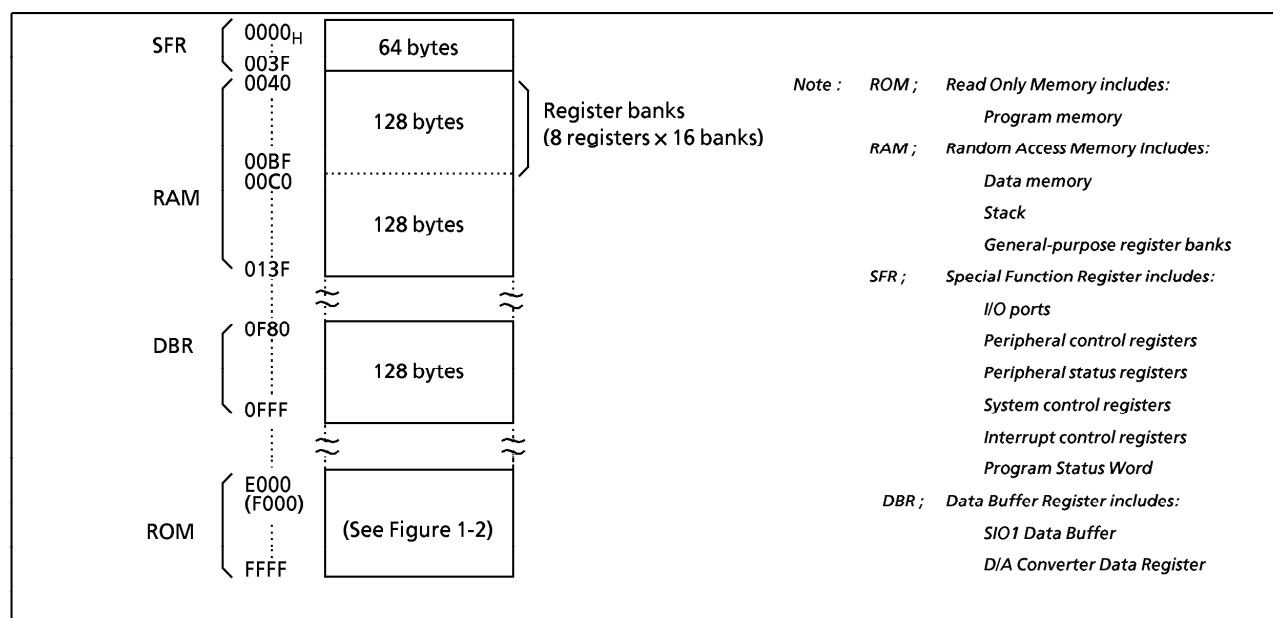 SFR
0000H
003F
64 bytes
RAM
0040
00BF
00C0
013F
128 bytes
Register banks
(8 registers × 16 banks)
128 bytes
DBR
0F80
0FFF
128 bytes
ROM
E000
(F000)
FFFF
(See Figure 1-2)
Note : ROM ; Read Only Memory includes:
Program memory
RAM ; Random Access Memory Includes:
Data memory
Stack
General-purpose register banks
SFR ; Special Function Register includes:
I/O ports
Peripheral control registers
Peripheral status registers
System control registers
Interrupt control registers
Program Status Word
DBR ; Data Buffer Register includes:
SIO1 Data Buffer
D/A Converter Data Register